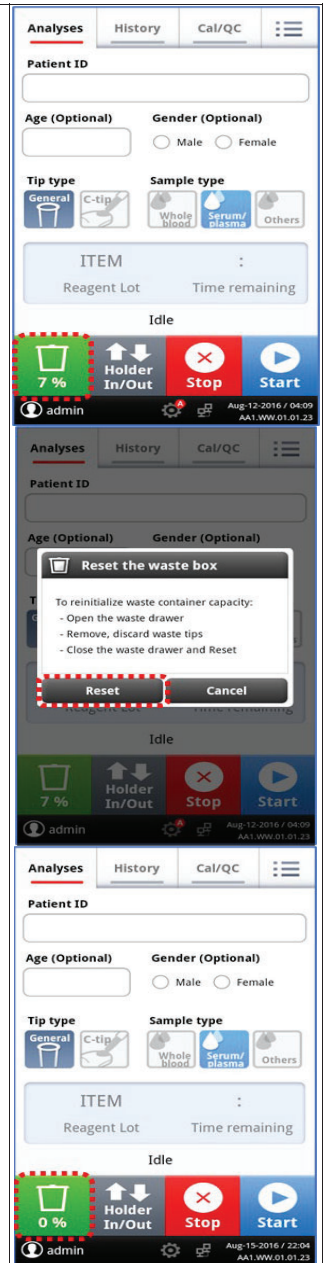 Analyses History Cal/QC
Patient ID
Age (Optional) Gender (Optional)
Male Female
Tip type Sample type
General C-tip Whole blood Serum/ plasma Others
ITEM :
Reagent Lot Time remaining
Idle
7 % Holder In/Out Stop Start
admin A Aug-12-2016 / 04:09
AA1.WW.01.01.23
Analyses History Cal/QC
Patient ID
Age (Optional) Gender (Optional)
Reset the waste box
To reinitialize waste container capacity:
- Open the waste drawer
- Remove, discard waste tips
- Close the waste drawer and Reset
Reset Cancel
Reagent Lot Time remaining
Idle
7 % Holder In/Out Stop Start
admin A Aug-12-2016 / 04:09
AA1.WW.01.01.23
Analyses History Cal/QC
Patient ID
Age (Optional) Gender (Optional)
Male Female
Tip type Sample type
General C-tip Whole blood Serum/ plasma Others
ITEM :
Reagent Lot Time remaining
Idle
0 % Holder In/Out Stop Start
admin Aug-15-2016 / 22:04
AA1.WW.01.01.23